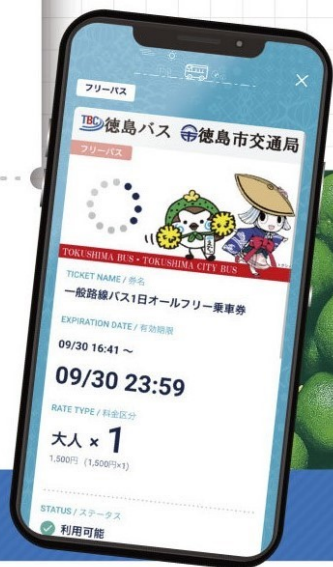 フリーパス
TBC 徳島バス 徳島市交通局
フリーパス
TOKUSHIMA BUS・TOKUSHIMA CITY BUS
TICKET NAME / 券名
一般路線バス1日オールフリー乗車券
EXPIRATION DATE / 有効期限
09/30 16:41 ~
09/30 23:59
RATE TYPE / 料金区分
大人 × 1
1,500円 (1,500円×1)
STATUS / ステータス
利用可能